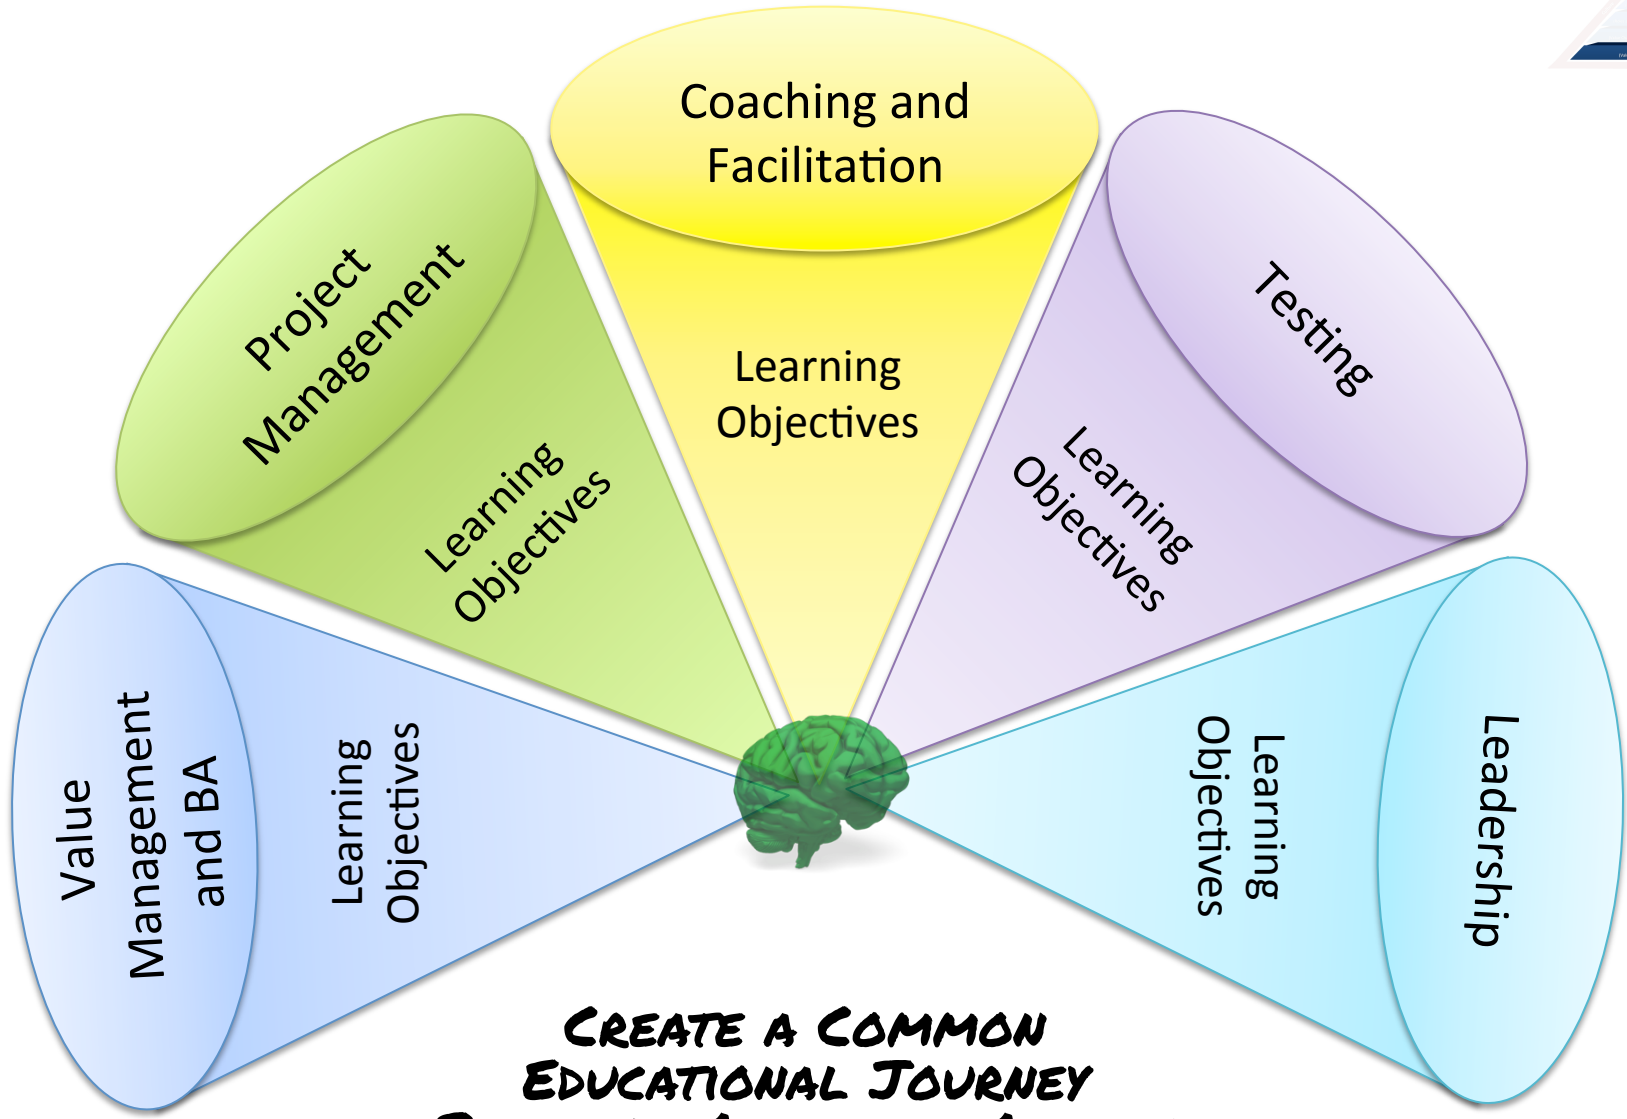 Coaching and
Facilitation
Learning
Objectives
Project
Management
Learning
Objectives
Testing
Learning
Objectives
Value
Management
and BA
Learning
Objectives
Leadership
Learning
Objectives
Create a Common
Educational Journey